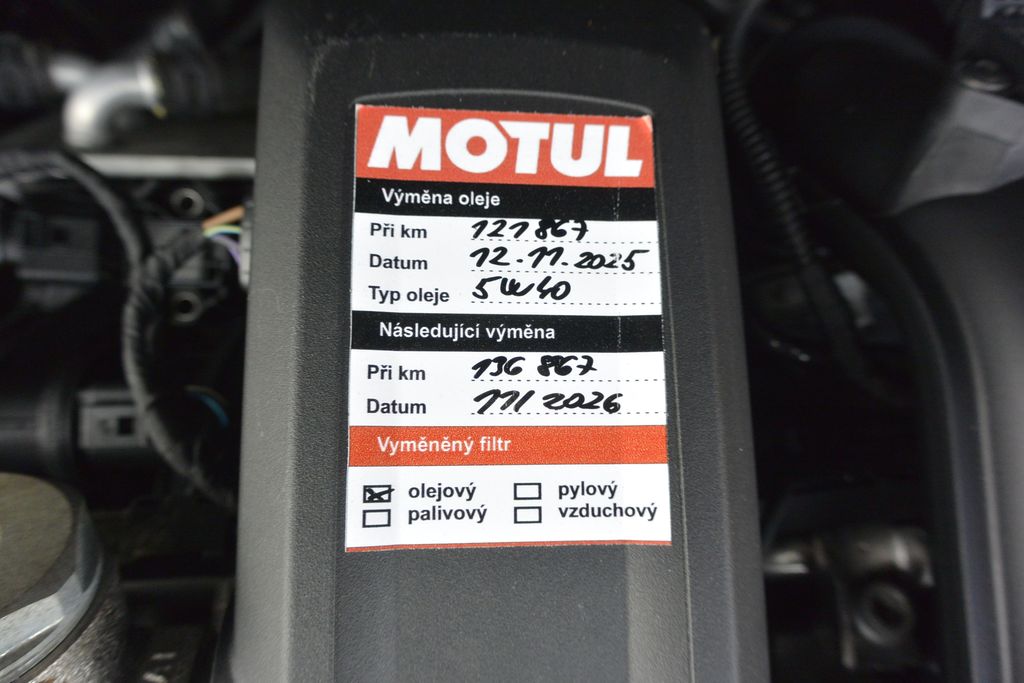 MOTUL
Výměna oleje
Při km 121 867
Datum 12.11.2025
Typ oleje 5W40
Následující výměna
Při km 136 867
Datum 11/2026
Vyměněný filtr
olejový pylový
palivový vzduchový